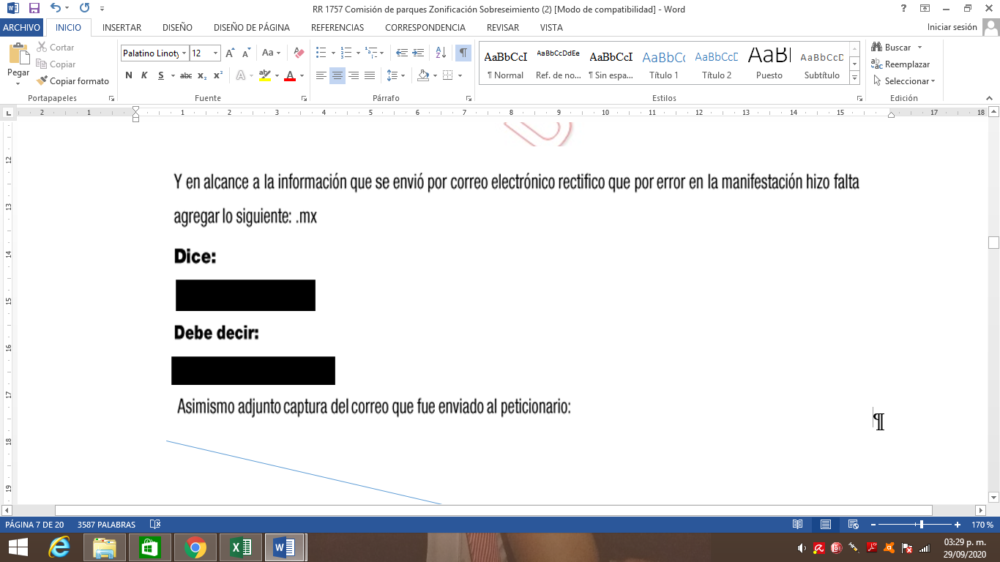 RR 1757 Comisión de parques Zonificación Sobreseimiento (2) [Modo de compatibilidad] - Word
ARCHIVO INICIO INSERTAR DISEÑO DISEÑO DE PÁGINA REFERENCIAS CORRESPONDENCIA REVISAR VISTA Iniciar sesión
Pegar
Cortar
Copiar
Copiar formato
Portapapeles
Palatino Linoty 12
N K S abc x₂ x²
Fuente
Párrafo
AaBbCcI AaBbCcDdEe AaBbCcI AaBbCc AaBbCcD AaBl AaBbCcD
¶ Normal Ref. de no... ¶ Sin espa... Título 1 Título 2 Puesto Subtítulo
Estilos
Buscar
Reemplazar
Seleccionar
Edición
2 1 1 2 3 4 5 6 7 8 9 10 11 12 13 14 15 17 18
12
13
14
15
16
17
18
19
Y en alcance a la información que se envió por correo electrónico rectifico que por error en la manifestación hizo falta
agregar lo siguiente: .mx
Dice:
Debe decir:
Asimismo adjunto captura del correo que fue enviado al peticionario:
¶
PÁGINA 7 DE 20 3587 PALABRAS 170 %
03:29 p. m.
29/09/2020